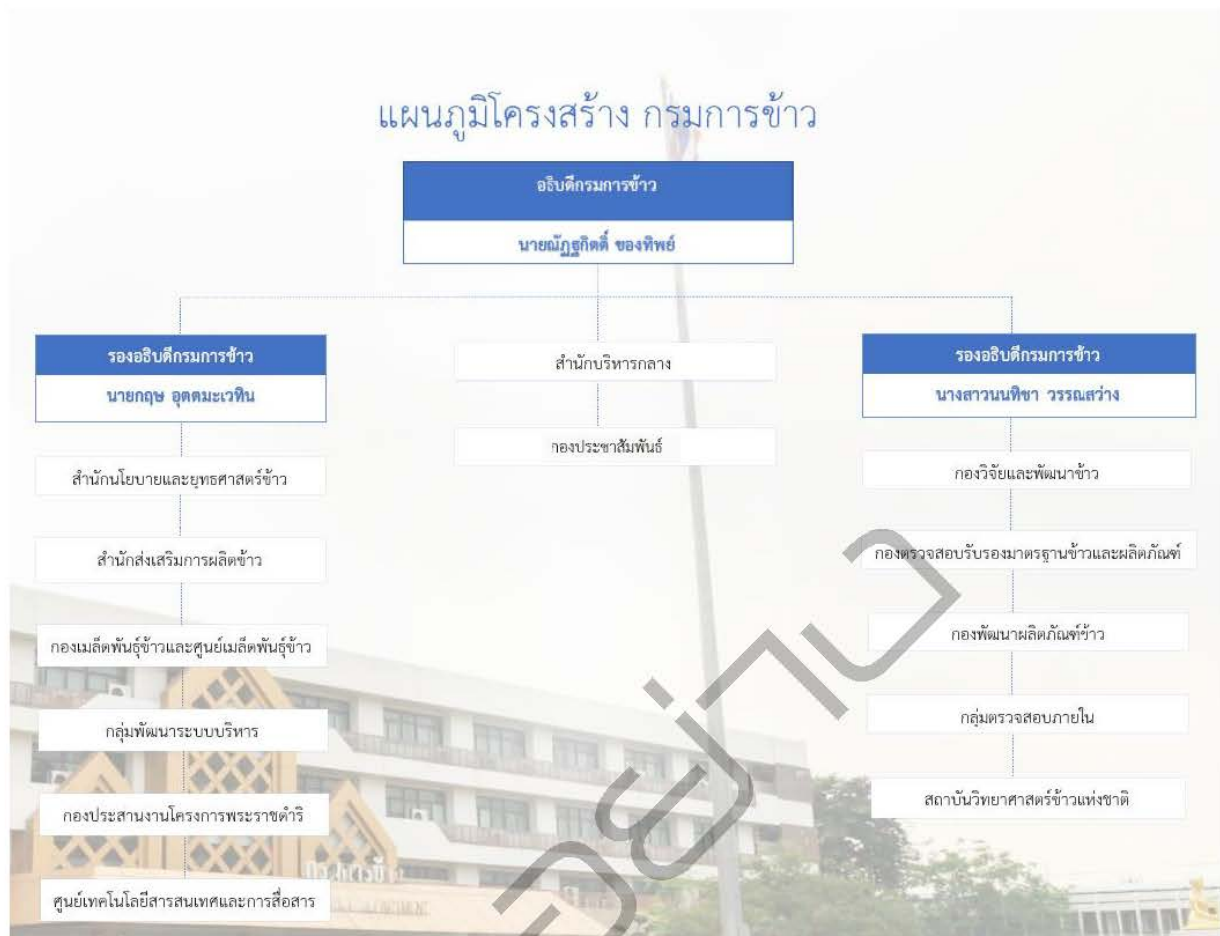 แผนภูมิโครงสร้าง กรมการข้าว
อธิบดีกรมการข้าว
นายณัฏฐกิตติ์ ของทิพย์
รองอธิบดีกรมการข้าว
นายกฤษ อุตตมะเวทิน
สำนักนโยบายและยุทธศาสตร์ข้าว
สำนักส่งเสริมการผลิตข้าว
กองเมล็ดพันธุ์ข้าวและศูนย์เมล็ดพันธุ์ข้าว
กลุ่มพัฒนาระบบบริหาร
กองประสานงานโครงการพระราชดำริ
ศูนย์เทคโนโลยีสารสนเทศและการสื่อสาร
สำนักบริหารกลาง
กองประชาสัมพันธ์
รองอธิบดีกรมการข้าว
นางสาวนนทิชา วรรณสว่าง
กองวิจัยและพัฒนาข้าว
กองตรวจสอบรับรองมาตรฐานข้าวและผลิตภัณฑ์
กองพัฒนาผลิตภัณฑ์ข้าว
กลุ่มตรวจสอบภายใน
สถาบันวิทยาศาสตร์ข้าวแห่งชาติ